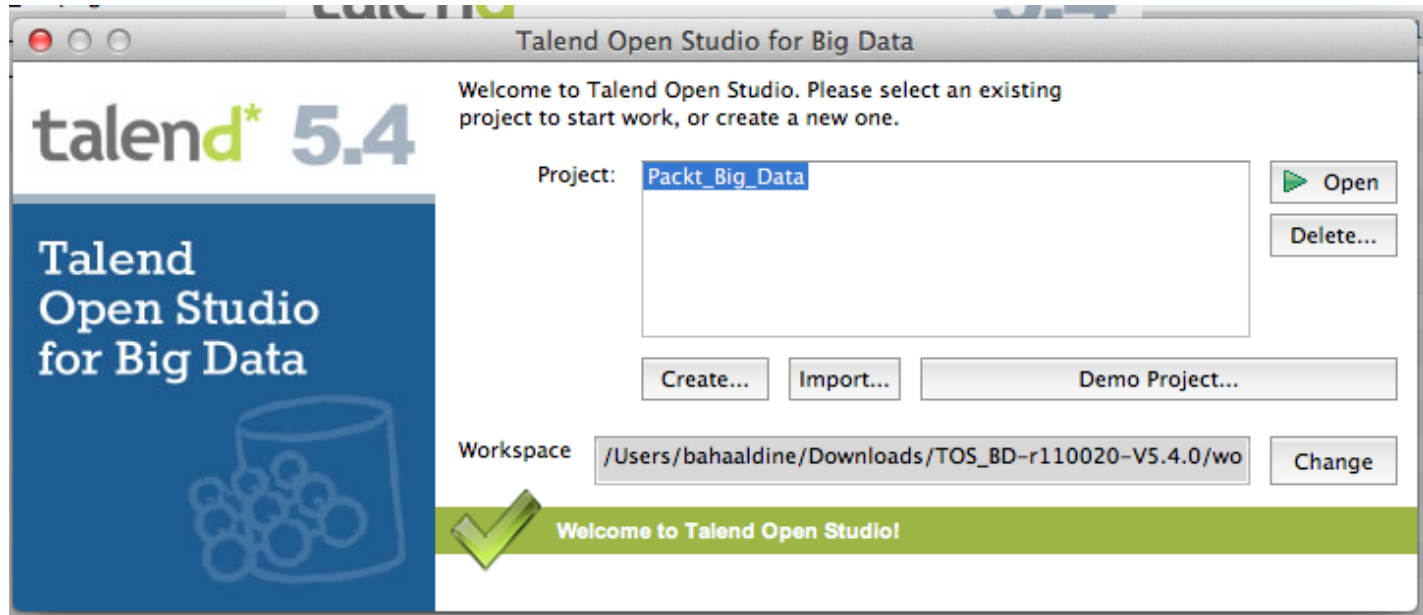 Talend Open Studio for Big Data
talend* 5.4
Welcome to Talend Open Studio. Please select an existing
project to start work, or create a new one.
Project:
Packt_Big_Data
Open
Delete...
Talend
Open Studio
for Big Data
Create...
Import...
Demo Project...
Workspace
/Users/bahaaldine/Downloads/TOS_BD-r110020-V5.4.0/wo
Change
Welcome to Talend Open Studio!